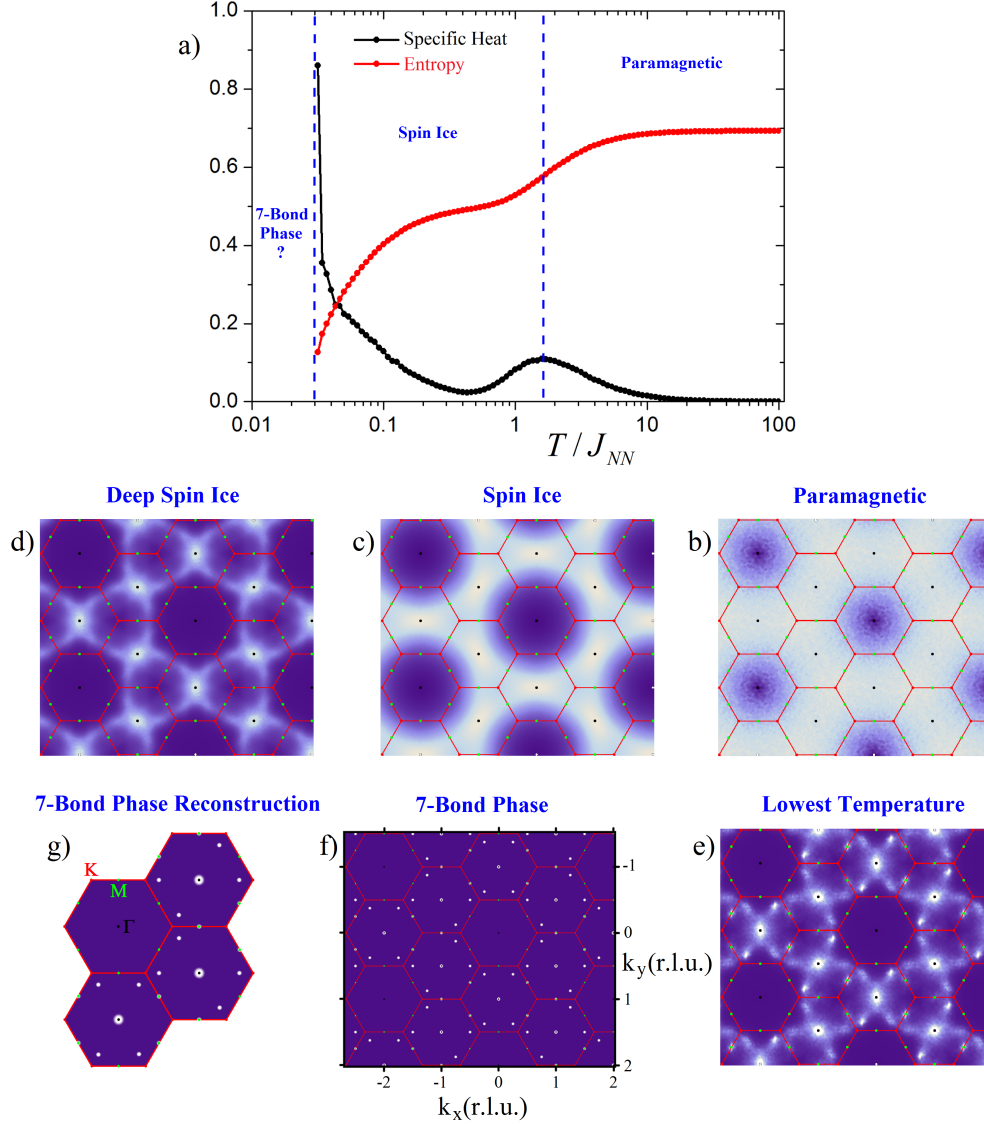 a)
1.0
0.8
0.6
0.4
0.2
0.0
Specific Heat
Entropy
Paramagnetic
Spin Ice
7-Bond
Phase
?
0.01
0.1
1
10
100
T / J_NN
Deep Spin Ice
Spin Ice
Paramagnetic
d)
c)
b)
7-Bond Phase Reconstruction
7-Bond Phase
Lowest Temperature
g)
f)
e)
K
M
Γ
-1
0
1
2
k_y(r.l.u.)
-2
-1
0
1
2
k_x(r.l.u.)